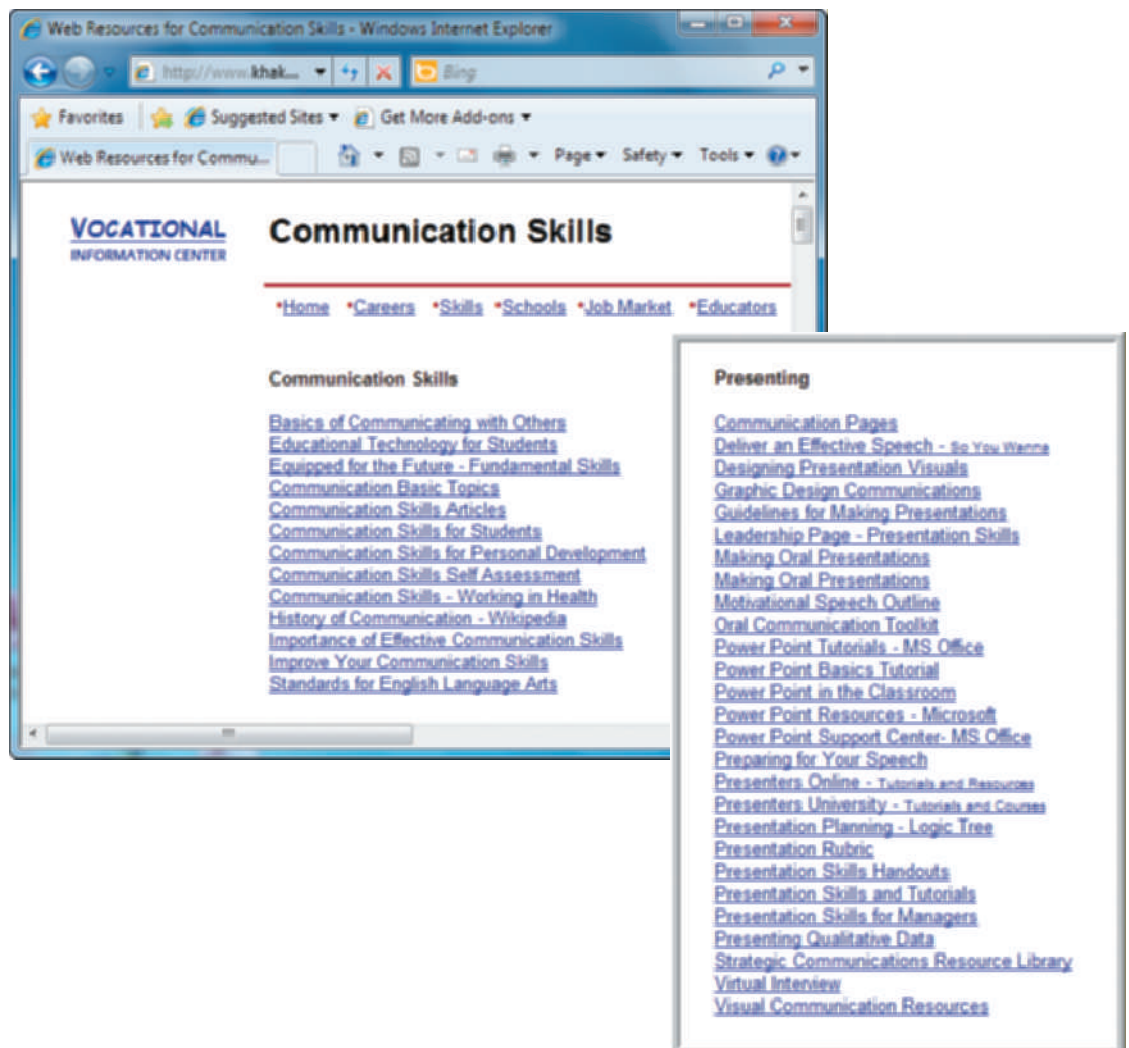 Web Resources for Communication Skills - Windows Internet Explorer
http://www.khak...
Bing
Favorites Suggested Sites Get More Add-ons
Web Resources for Commu... Page Safety Tools
VOCATIONAL
INFORMATION CENTER
Communication Skills
*Home *Careers *Skills *Schools *Job Market *Educators
Communication Skills
Basics of Communicating with Others
Educational Technology for Students
Equipped for the Future - Fundamental Skills
Communication Basic Topics
Communication Skills Articles
Communication Skills for Students
Communication Skills for Personal Development
Communication Skills Self Assessment
Communication Skills - Working in Health
History of Communication - Wikipedia
Importance of Effective Communication Skills
Improve Your Communication Skills
Standards for English Language Arts
Presenting
Communication Pages
Deliver an Effective Speech - So You Wanna
Designing Presentation Visuals
Graphic Design Communications
Guidelines for Making Presentations
Leadership Page - Presentation Skills
Making Oral Presentations
Making Oral Presentations
Motivational Speech Outline
Oral Communication Toolkit
Power Point Tutorials - MS Office
Power Point Basics Tutorial
Power Point in the Classroom
Power Point Resources - Microsoft
Power Point Support Center- MS Office
Preparing for Your Speech
Presenters Online - Tutorials and Resources
Presenters University - Tutorials and Courses
Presentation Planning - Logic Tree
Presentation Rubric
Presentation Skills Handouts
Presentation Skills and Tutorials
Presentation Skills for Managers
Presenting Qualitative Data
Strategic Communications Resource Library
Virtual Interview
Visual Communication Resources